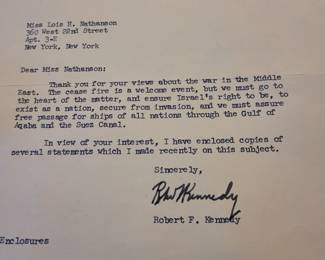 Miss Lois H. Nathanson
360 West 22nd Street
Apt. 3-E
New York, New York
Dear Miss Nathanson:
Thank you for your views about the war in the Middle
East. The cease fire is a welcome event, but we must go to
the heart of the matter, and ensure Israel's right to be, to
exist as a nation, secure from invasion, and we must assure
free passage for ships of all nations through the Gulf of
Aqaba and the Suez Canal.
In view of your interest, I have enclosed copies of
several statements which I made recently on this subject.
Sincerely,
Robert F. Kennedy
Enclosures